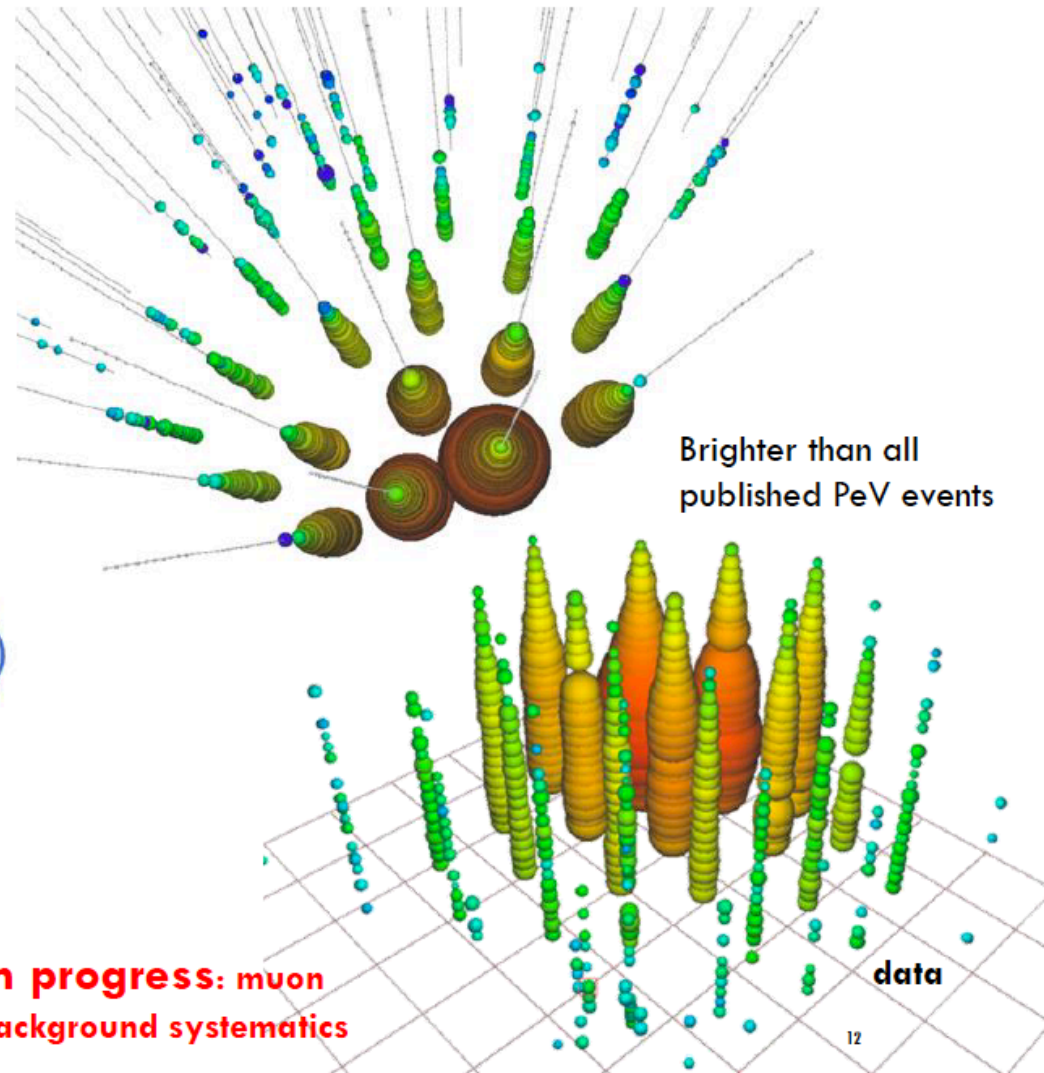 Brighter than all
published PeV events
n progress: muon
ackground systematics
data
12